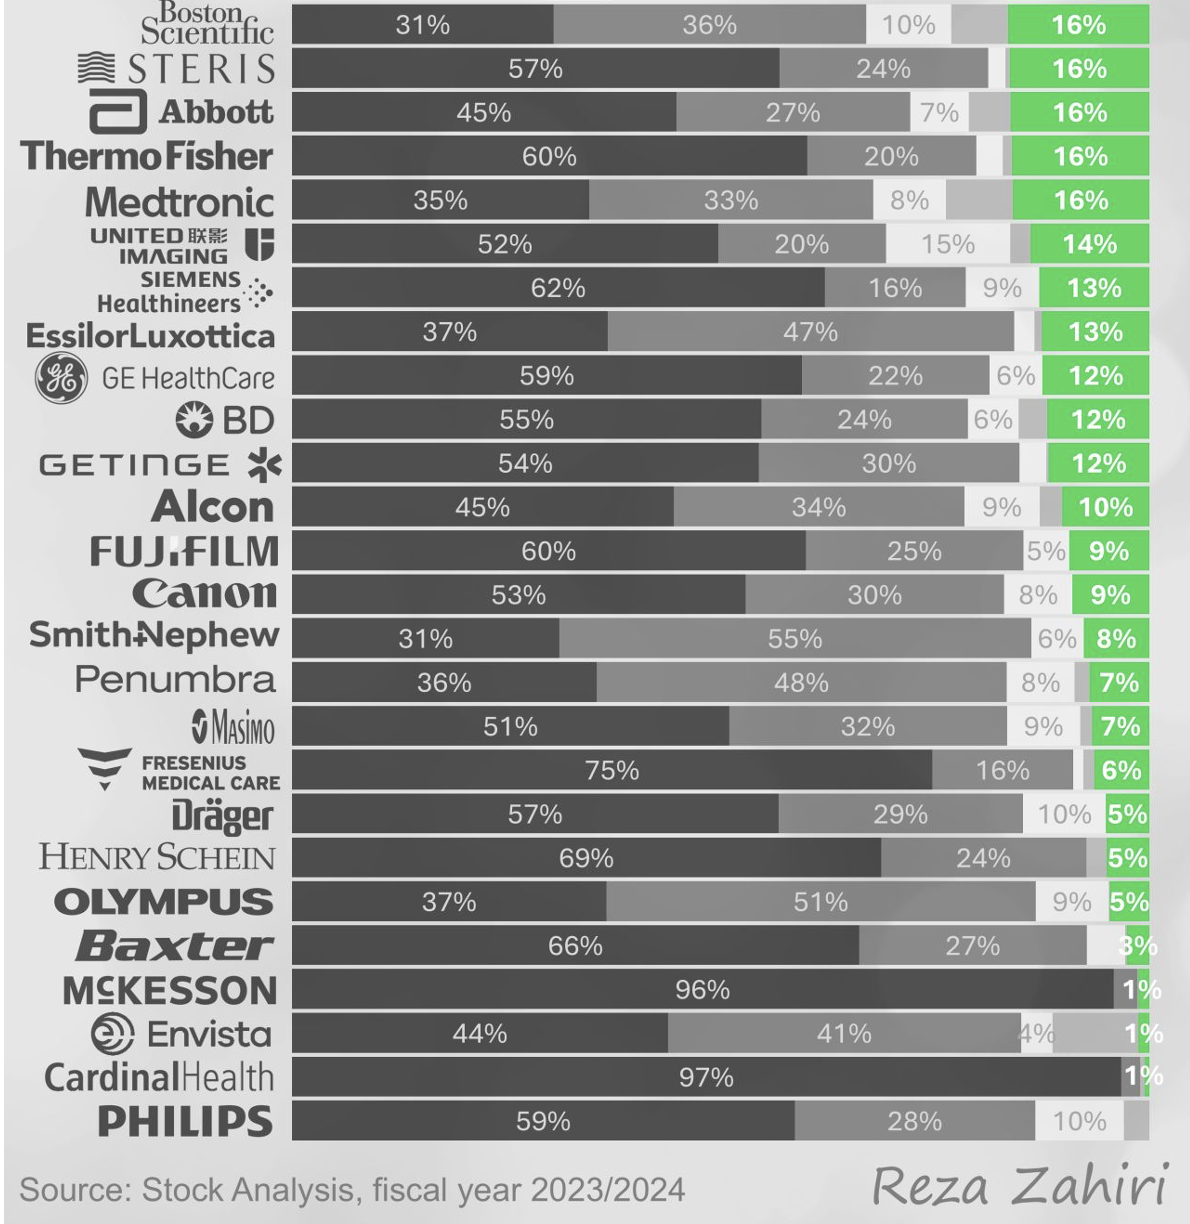 Boston
Scientific 31% 36% 10% 16%
STERIS 57% 24% 16%
Abbott 45% 27% 7% 16%
ThermoFisher 60% 20% 16%
Medtronic 35% 33% 8% 16%
UNITED 联影
IMAGING 52% 20% 15% 14%
SIEMENS
Healthineers 62% 16% 9% 13%
EssilorLuxottica 37% 47% 13%
GE GE HealthCare 59% 22% 6% 12%
BD 55% 24% 6% 12%
GETINGE 54% 30% 12%
Alcon 45% 34% 9% 10%
FUJIFILM 60% 25% 5% 9%
Canon 53% 30% 8% 9%
Smith+Nephew 31% 55% 6% 8%
Penumbra 36% 48% 8% 7%
Masimo 51% 32% 9% 7%
FRESENIUS
MEDICAL CARE 75% 16% 6%
Dräger 57% 29% 10% 5%
HENRY SCHEIN 69% 24% 5%
OLYMPUS 37% 51% 9% 5%
Baxter 66% 27% 3%
McKESSON 96% 1%
Envista 44% 41% 4% 1%
CardinalHealth 97% 1%
PHILIPS 59% 28% 10%
Source: Stock Analysis, fiscal year 2023/2024
Reza Zahiri